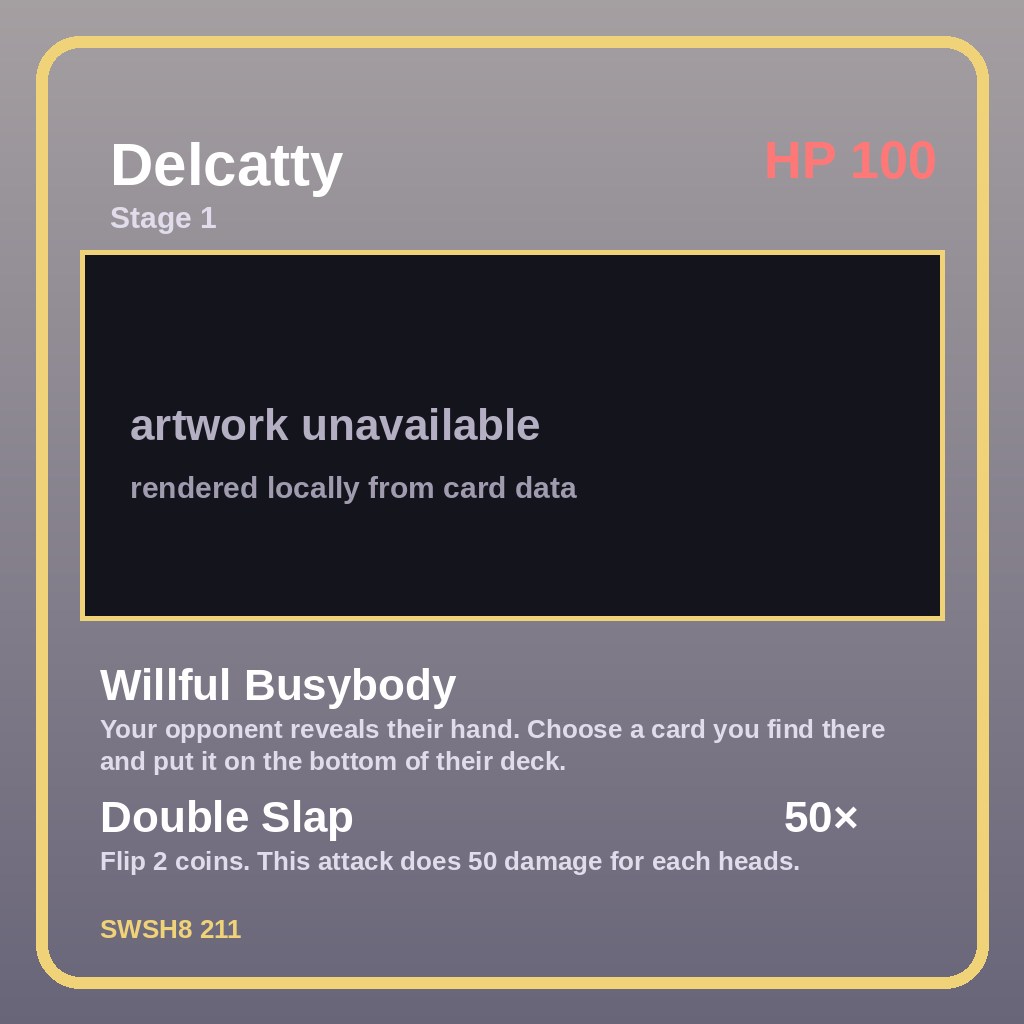 Delcatty
HP 100
Stage 1
artwork unavailable
rendered locally from card data
Willful Busybody
Your opponent reveals their hand. Choose a card you find there
and put it on the bottom of their deck.
Double Slap 50×
Flip 2 coins. This attack does 50 damage for each heads.
SWSH8 211